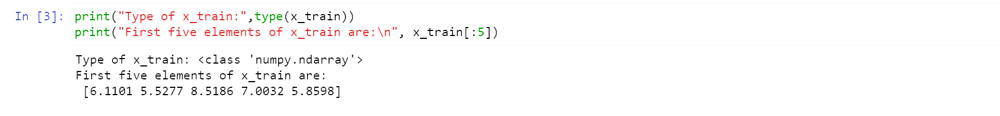 In [3]: print("Type of x_train:",type(x_train))
print("First five elements of x_train are:\n", x_train[:5])
Type of x_train: <class 'numpy.ndarray'>
First five elements of x_train are:
[6.1101 5.5277 8.5186 7.0032 5.8598]